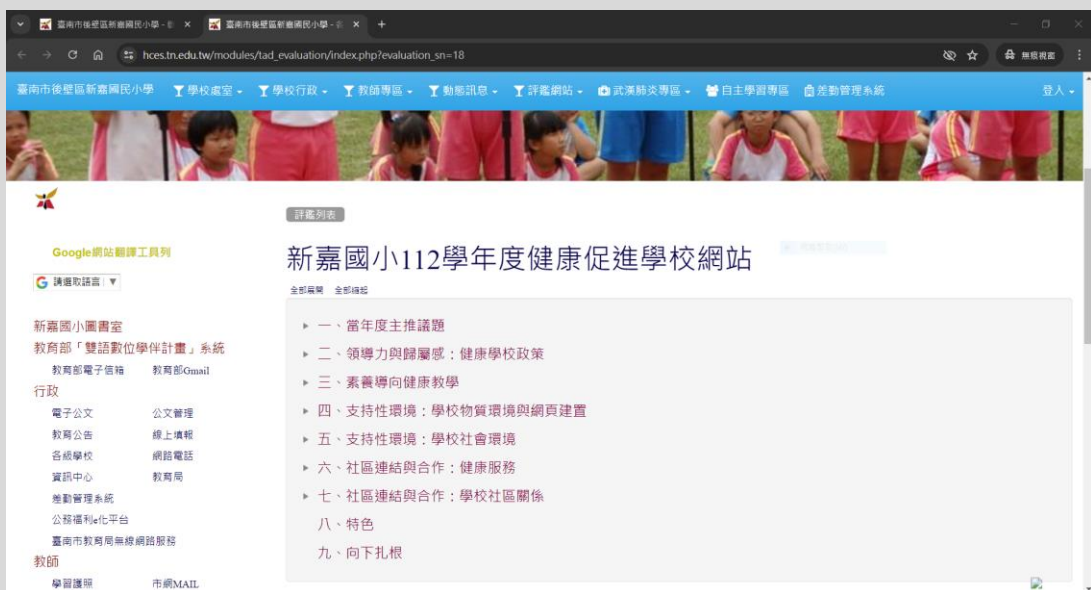 臺南市後壁區新嘉國民小學 -
臺南市後壁區新嘉國民小學 -
hces.tn.edu.tw/modules/tad_evaluation/index.php?evaluation_sn=18
無痕視窗
臺南市後壁區新嘉國民小學 學校處室 學校行政 教師專區 動態訊息 評鑑網站 武漢肺炎專區 自主學習專區 差勤管理系統 登入
評鑑列表
Google網站翻譯工具列
新嘉國小112學年度健康促進學校網站
G 請選取語言 ▼
全部展開 全部縮起
新嘉國小圖書室
教育部「雙語數位學伴計畫」系統
教育部電子信箱 教育部Gmail
行政
電子公文 公文管理
教育公告 線上填報
各級學校 網路電話
資訊中心 教育局
差勤管理系統
公務福利e化平台
臺南市教育局無線網路服務
教師
學習護照 市網MAIL
一、當年度主推議題
二、領導力與歸屬感：健康學校政策
三、素養導向健康教學
四、支持性環境：學校物質環境與網頁建置
五、支持性環境：學校社會環境
六、社區連結與合作：健康服務
七、社區連結與合作：學校社區關係
八、特色
九、向下扎根